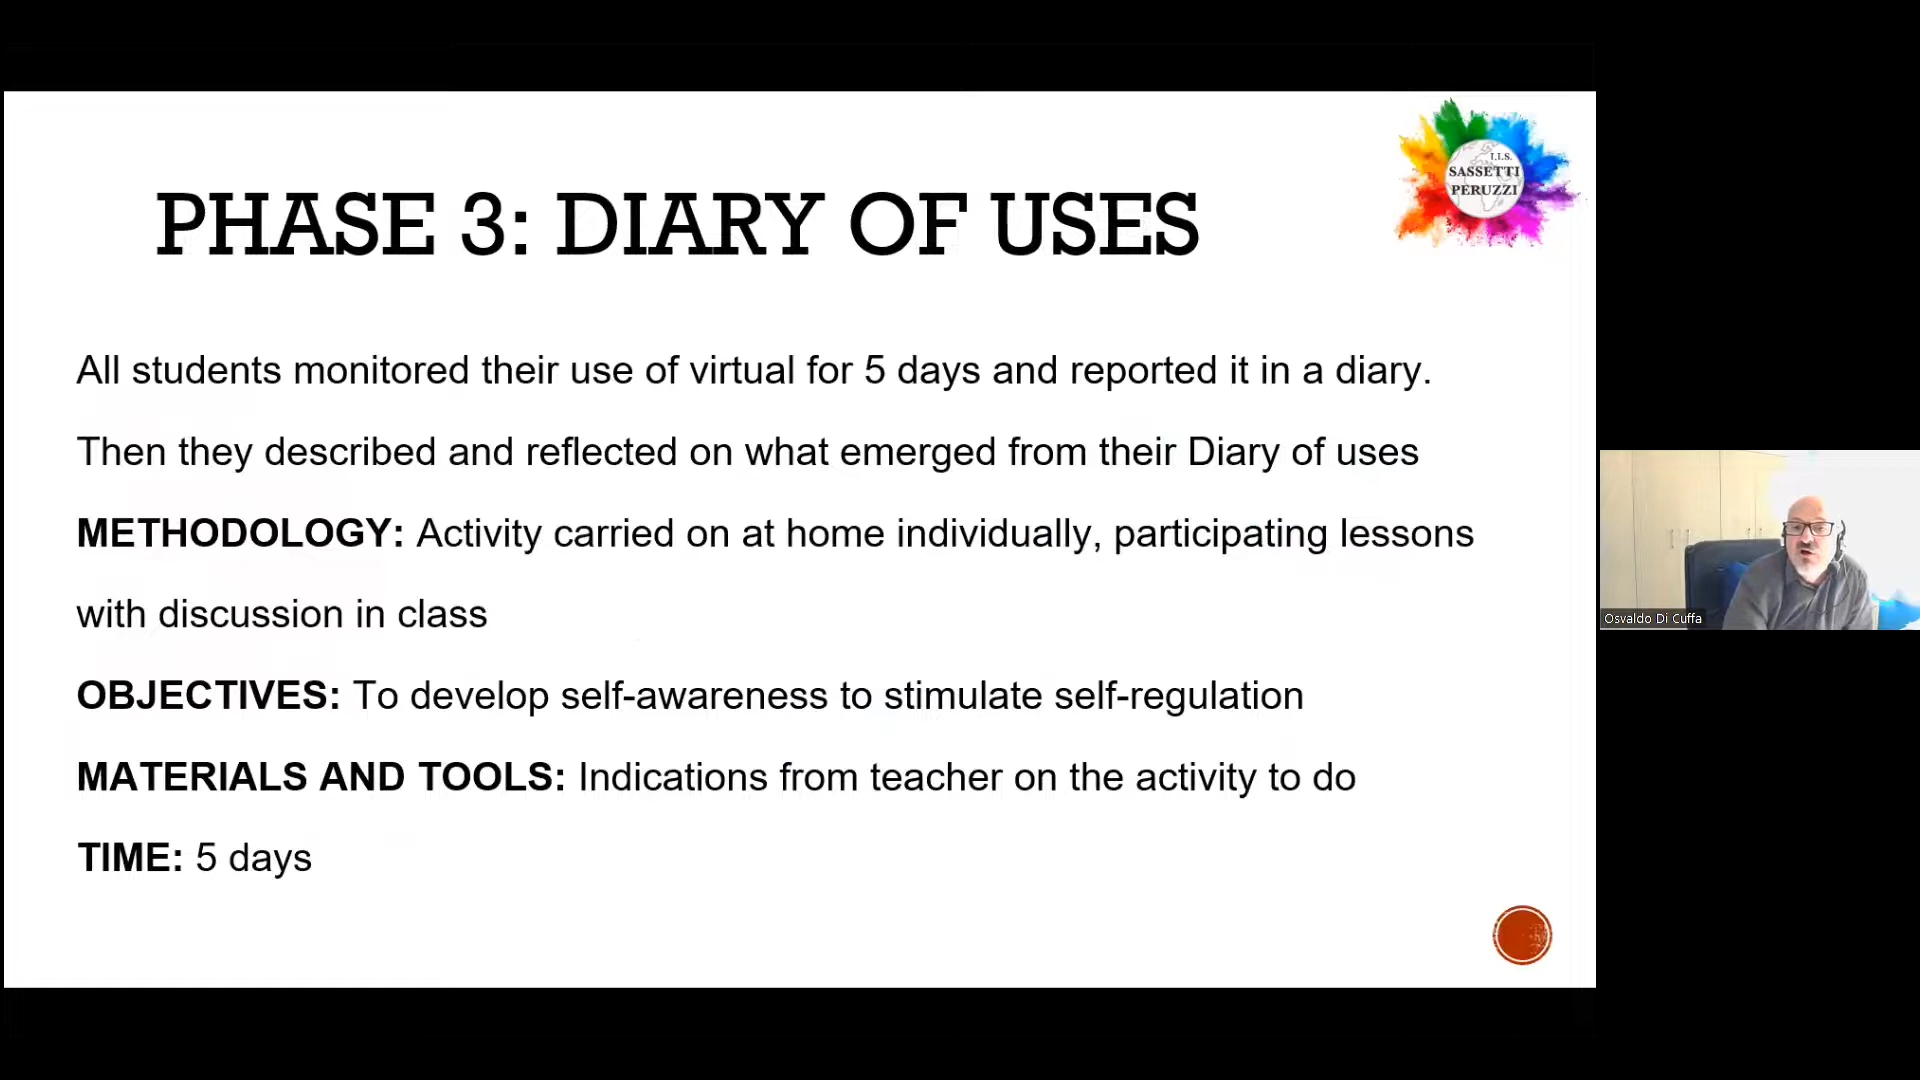 I.I.S.
SASSETTI
PERUZZI
PHASE 3: DIARY OF USES
All students monitored their use of virtual for 5 days and reported it in a diary.
Then they described and reflected on what emerged from their Diary of uses
METHODOLOGY: Activity carried on at home individually, participating lessons
with discussion in class
OBJECTIVES: To develop self-awareness to stimulate self-regulation
MATERIALS AND TOOLS: Indications from teacher on the activity to do
TIME: 5 days
Osvaldo Di Cuffa